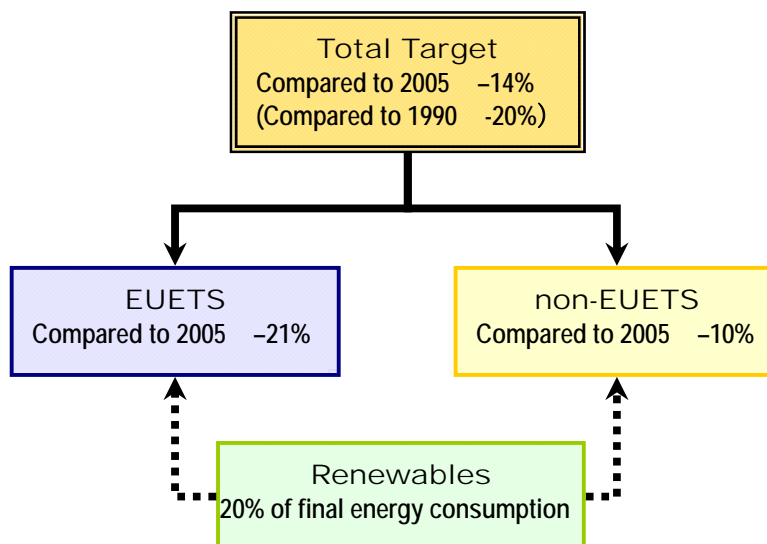 Total Target
Compared to 2005 –14%
(Compared to 1990 -20%)
EUETS
Compared to 2005 –21%
non-EUETS
Compared to 2005 –10%
Renewables
20% of final energy consumption